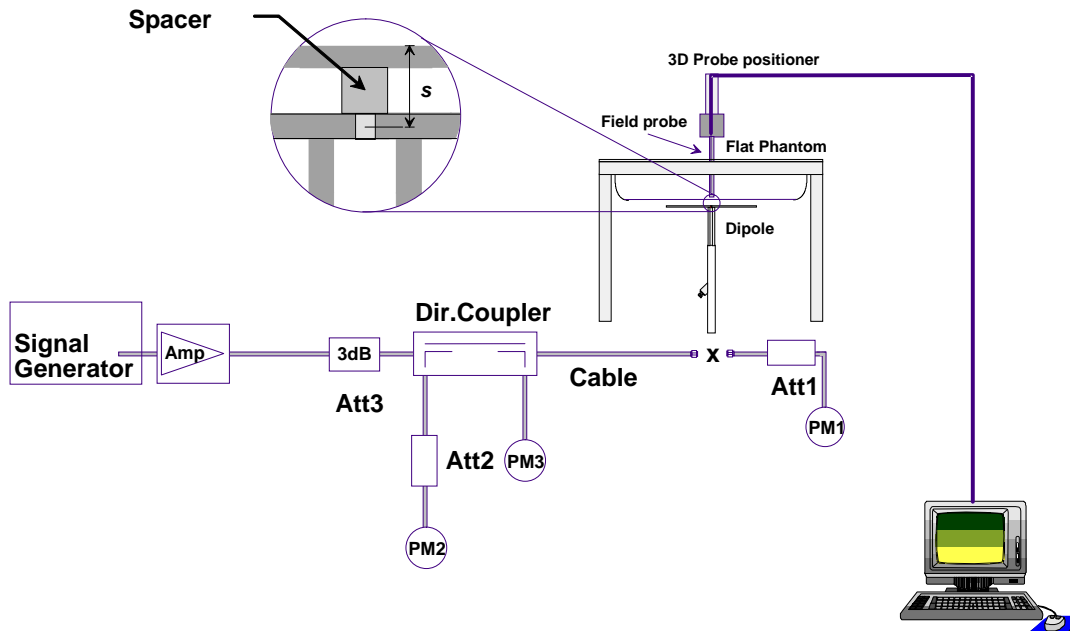 Spacer
s
3D Probe positioner
Field probe
Flat Phantom
Dipole
Dir.Coupler
Signal
Generator
Amp
3dB
Att3
Cable
x
Att1
PM1
Att2
PM3
PM2